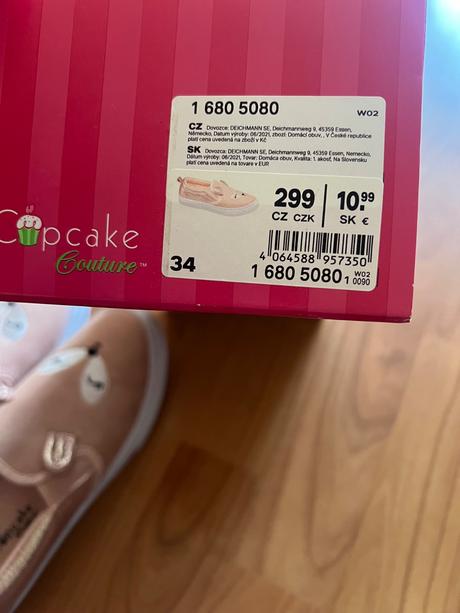 1 680 5080
W02
CZ Dovozce: DEICHMANN SE, Deichmannweg 9, 45359 Essen,
Německo, Datum výroby: 06/2021, zboží: Domácí obuv, , V České republice
platí cena uvedená na zboží v Kč
SK Dovozca: DEICHMANN SE, Deichmannweg 9, 45359 Essen, Nemecko,
Dátum výroby: 06/2021, Tovar: Domáca obuv, Kvalita: 1. akosť, Na Slovensku
platí cena uvedená na tovare v EUR
299 10.99
CZ CZK SK €
4 064588 957350
34
1 680 5080 1 W02
1 0090
Cupcake
Couture™